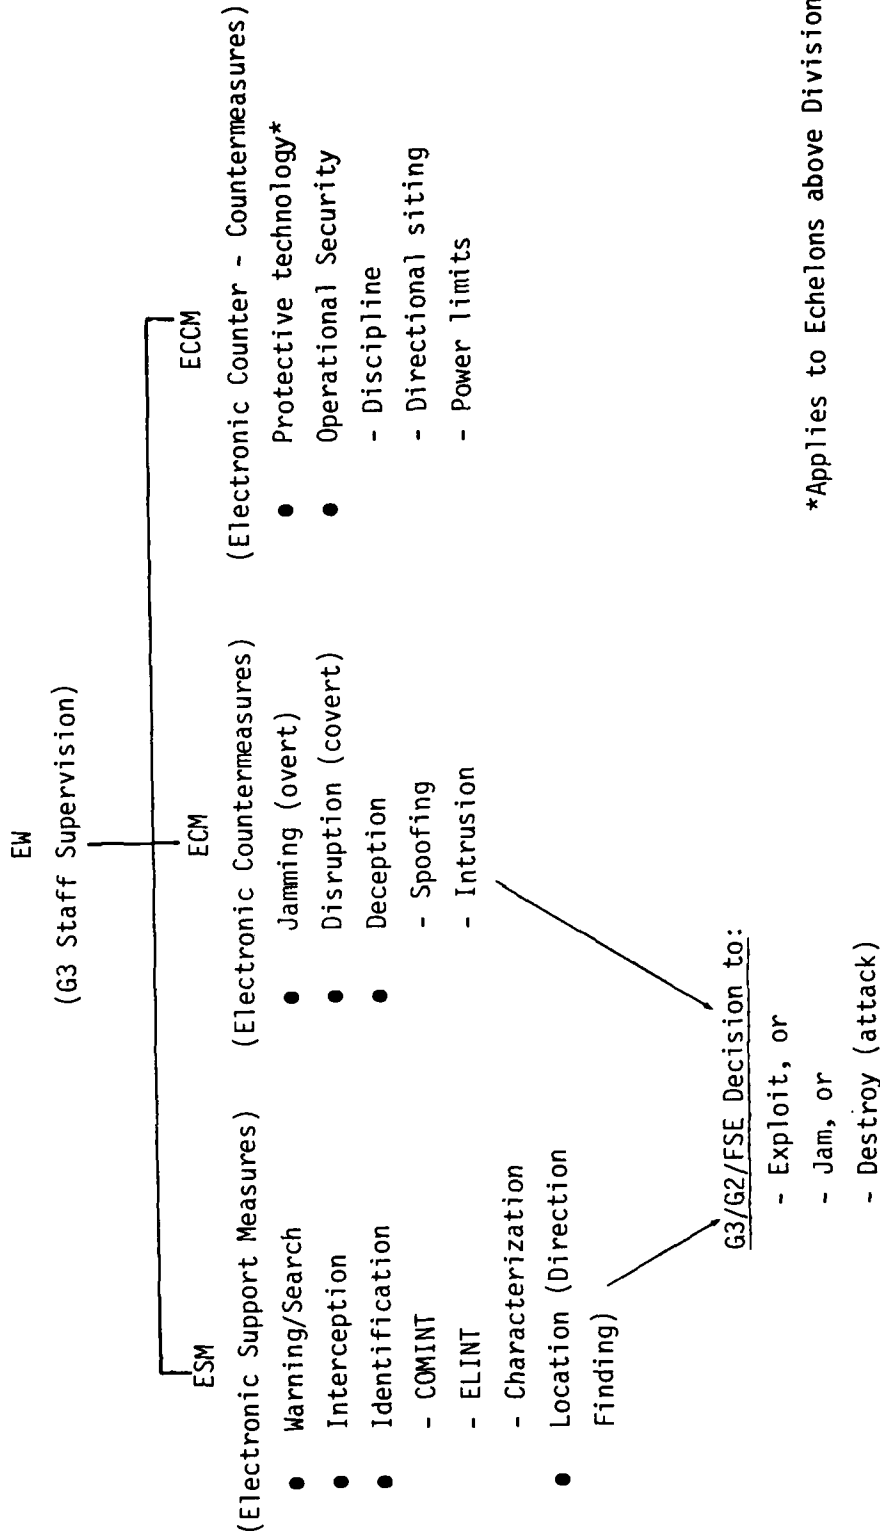 EW
(G3 Staff Supervision)
ESM
(Electronic Support Measures)
● Warning/Search
● Interception
● Identification
- COMINT
- ELINT
- Characterization
● Location (Direction
Finding)
ECM
(Electronic Countermeasures)
● Jamming (overt)
● Disruption (covert)
● Deception
- Spoofing
- Intrusion
ECCM
(Electronic Counter - Countermeasures)
● Protective technology*
● Operational Security
- Discipline
- Directional siting
- Power limits
G3/G2/FSE Decision to:
- Exploit, or
- Jam, or
- Destroy (attack)
*Applies to Echelons above Division